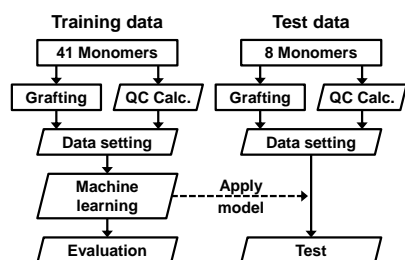 Training data
Test data
41 Monomers
8 Monomers
Grafting
QC Calc.
Grafting
QC Calc.
Data setting
Data setting
Machine
learning
Apply
model
Evaluation
Test